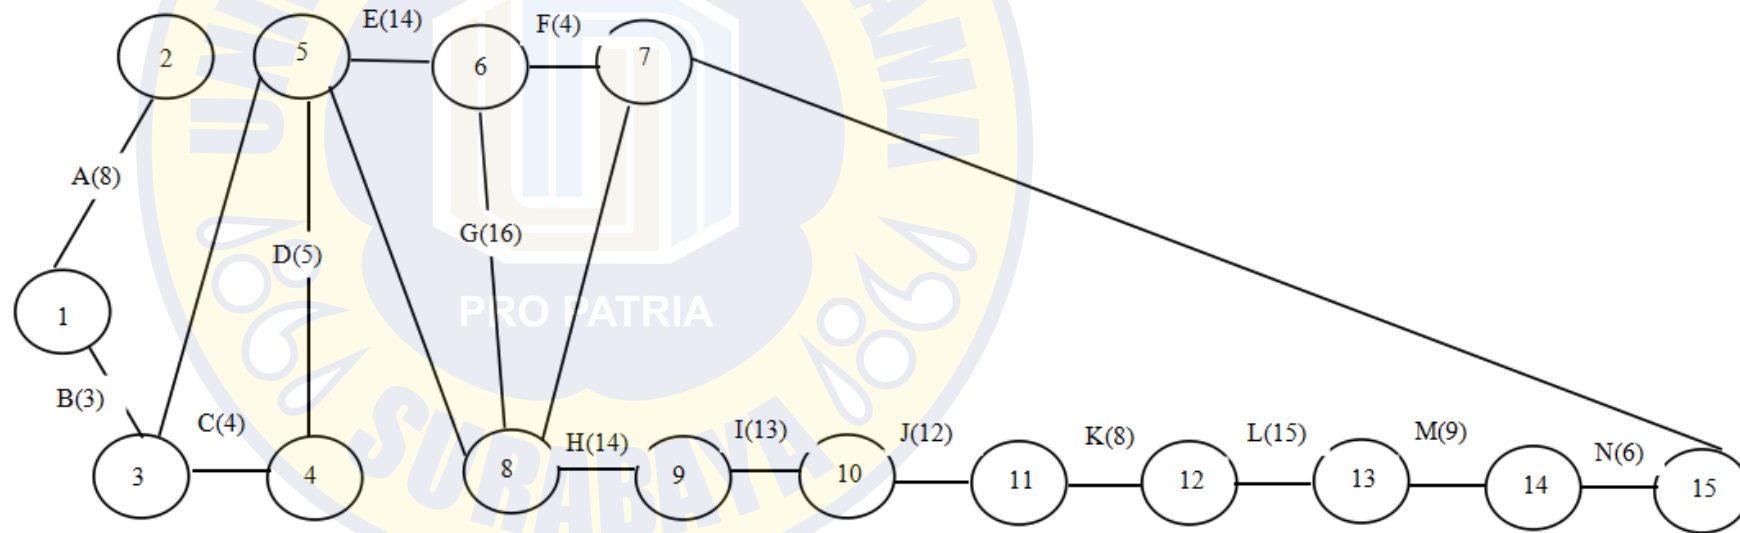 E(14)
F(4)
2
5
6
7
A(8)
G(16)
D(5)
1
PRO PATRIA
B(3)
C(4)
H(14)
I(13)
J(12)
K(8)
L(15)
M(9)
N(6)
3
4
8
9
10
11
12
13
14
15
SURABAYA